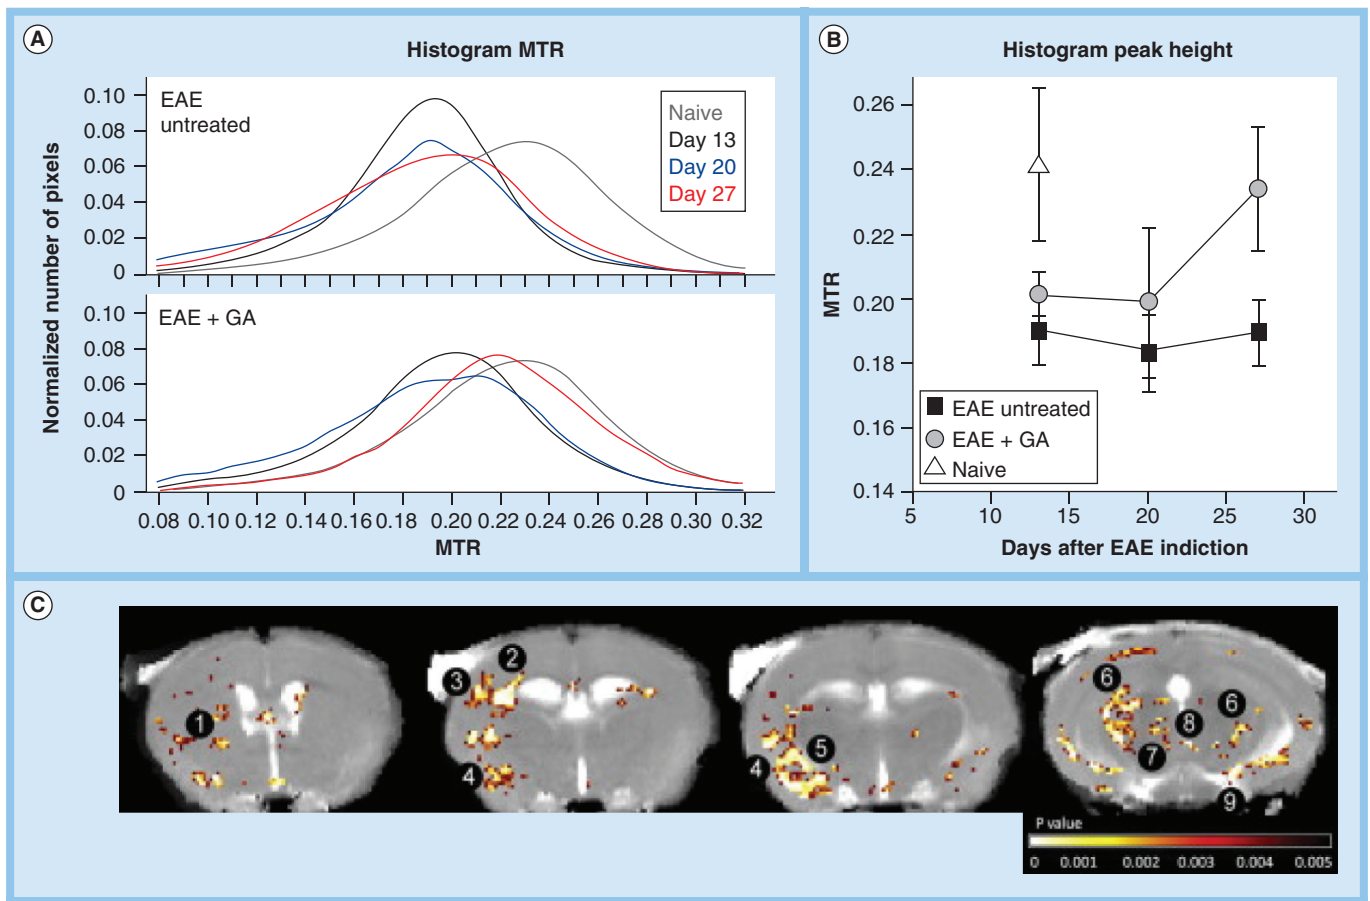 A
Histogram MTR
Normalized number of pixels
0.10
0.08
0.06
0.04
0.02
0
EAE
untreated
Naive
Day 13
Day 20
Day 27
0.10
0.08
0.06
0.04
0.02
0
EAE + GA
0.08 0.10 0.12 0.14 0.16 0.18 0.20 0.22 0.24 0.26 0.28 0.30 0.32
MTR
B
Histogram peak height
MTR
0.26
0.24
0.22
0.20
0.18
0.16
0.14
EAE untreated
EAE + GA
Naive
5 10 15 20 25 30
Days after EAE indiction
C
1
2
3
4
4
5
6
6
7
8
9
P value
0 0.001 0.002 0.003 0.004 0.005